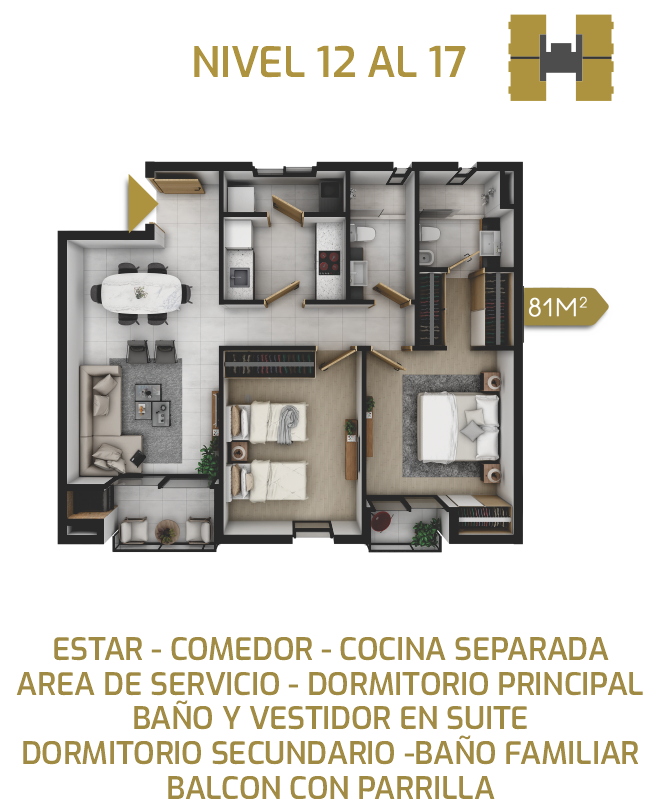 NIVEL 12 AL 17
81M²
ESTAR - COMEDOR - COCINA SEPARADA
AREA DE SERVICIO - DORMITORIO PRINCIPAL
BAÑO Y VESTIDOR EN SUITE
DORMITORIO SECUNDARIO -BAÑO FAMILIAR
BALCON CON PARRILLA